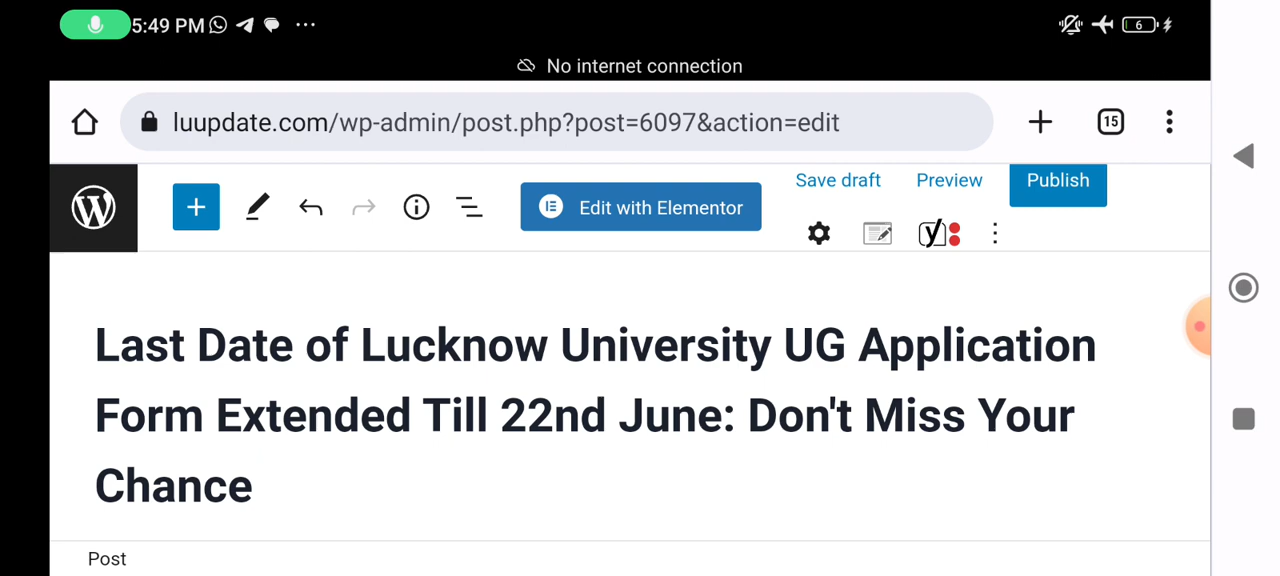 5:49 PM
6
No internet connection
luupdate.com/wp-admin/post.php?post=6097&action=edit
15
Save draft
Preview
Publish
Edit with Elementor
Last Date of Lucknow University UG Application
Form Extended Till 22nd June: Don't Miss Your
Chance
Post